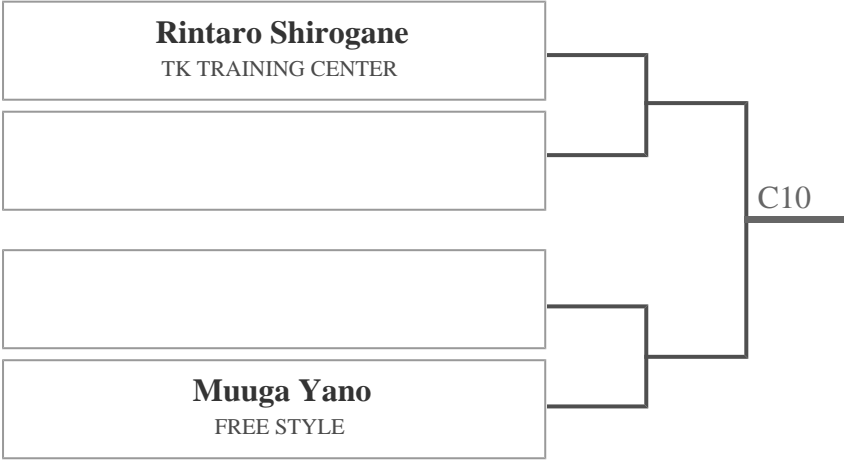 Rintaro Shirogane
TK TRAINING CENTER
C10
Muuga Yano
FREE STYLE